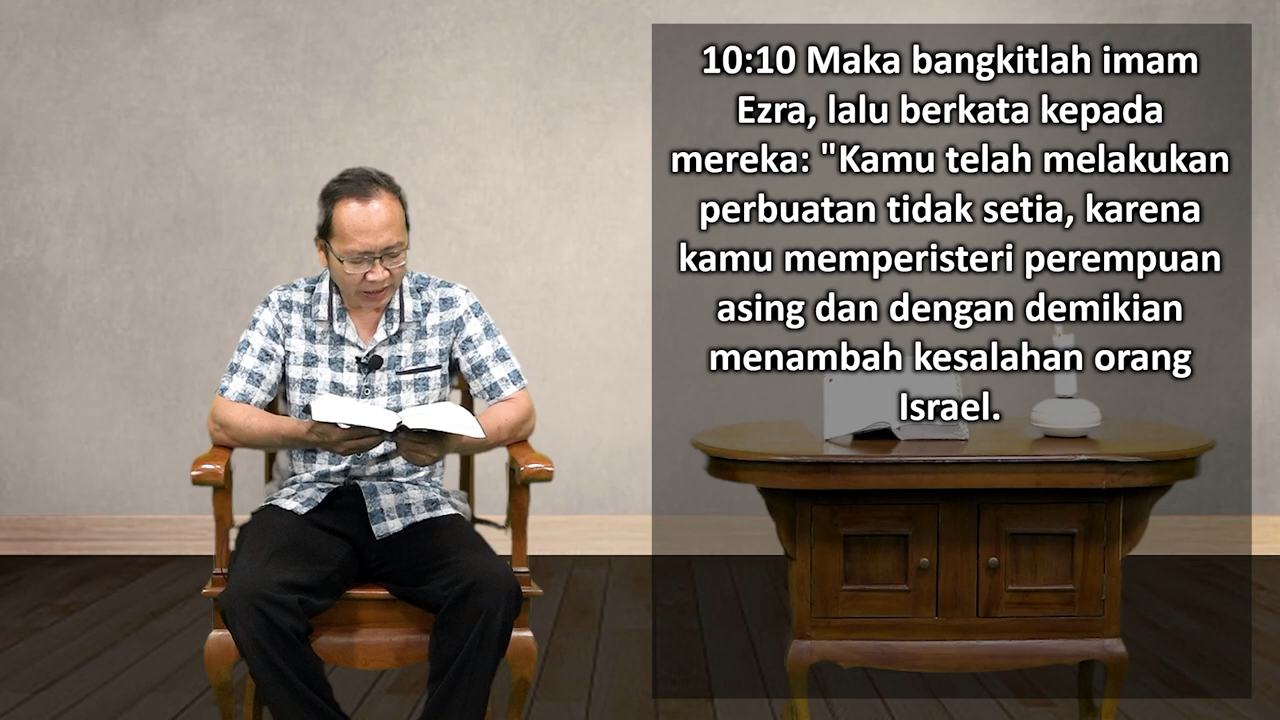 10:10 Maka bangkitlah imam
Ezra, lalu berkata kepada
mereka: "Kamu telah melakukan
perbuatan tidak setia, karena
kamu memperisteri perempuan
asing dan dengan demikian
menambah kesalahan orang
Israel.